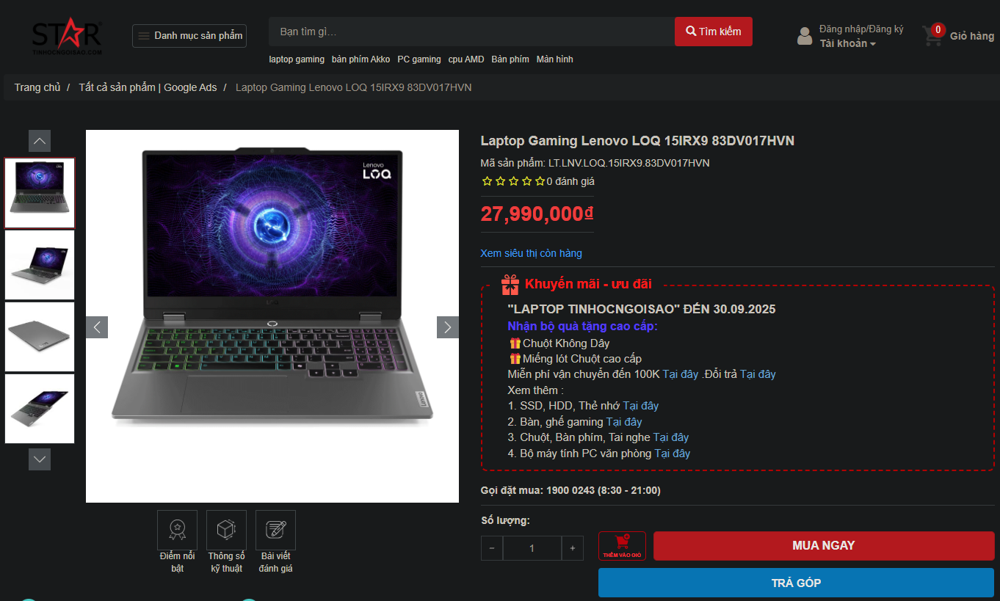 STAR
TINHOCNGOISAO.COM
Danh mục sản phẩm
Bạn tìm gì…
Tìm kiếm
laptop gaming bàn phím Akko PC gaming cpu AMD Bàn phím Màn hình
Đăng nhập/Đăng ký
Tài khoản
0
Giỏ hàng
Trang chủ / Tất cả sản phẩm | Google Ads / Laptop Gaming Lenovo LOQ 15IRX9 83DV017HVN
Lenovo
LOQ
LENOVO
Laptop Gaming Lenovo LOQ 15IRX9 83DV017HVN
Mã sản phẩm: LT.LNV.LOQ.15IRX9.83DV017HVN
0 đánh giá
27,990,000₫
Xem siêu thị còn hàng
Khuyến mãi - ưu đãi
"LAPTOP TINHOCNGOISAO" ĐẾN 30.09.2025
Nhận bộ quà tặng cao cấp:
🎁Chuột Không Dây
🎁Miếng lót Chuột cao cấp
Miễn phí vận chuyển đến 100K Tại đây .Đổi trả Tại đây
Xem thêm :
1. SSD, HDD, Thẻ nhớ Tại đây
2. Bàn, ghế gaming Tại đây
3. Chuột, Bàn phím, Tai nghe Tại đây
4. Bộ máy tính PC văn phòng Tại đây
Gọi đặt mua: 1900 0243 (8:30 - 21:00)
Số lượng:
− 1 +
THÊM VÀO GIỎ
MUA NGAY
TRẢ GÓP
Điểm nổi bật
Thông số kỹ thuật
Bài viết đánh giá